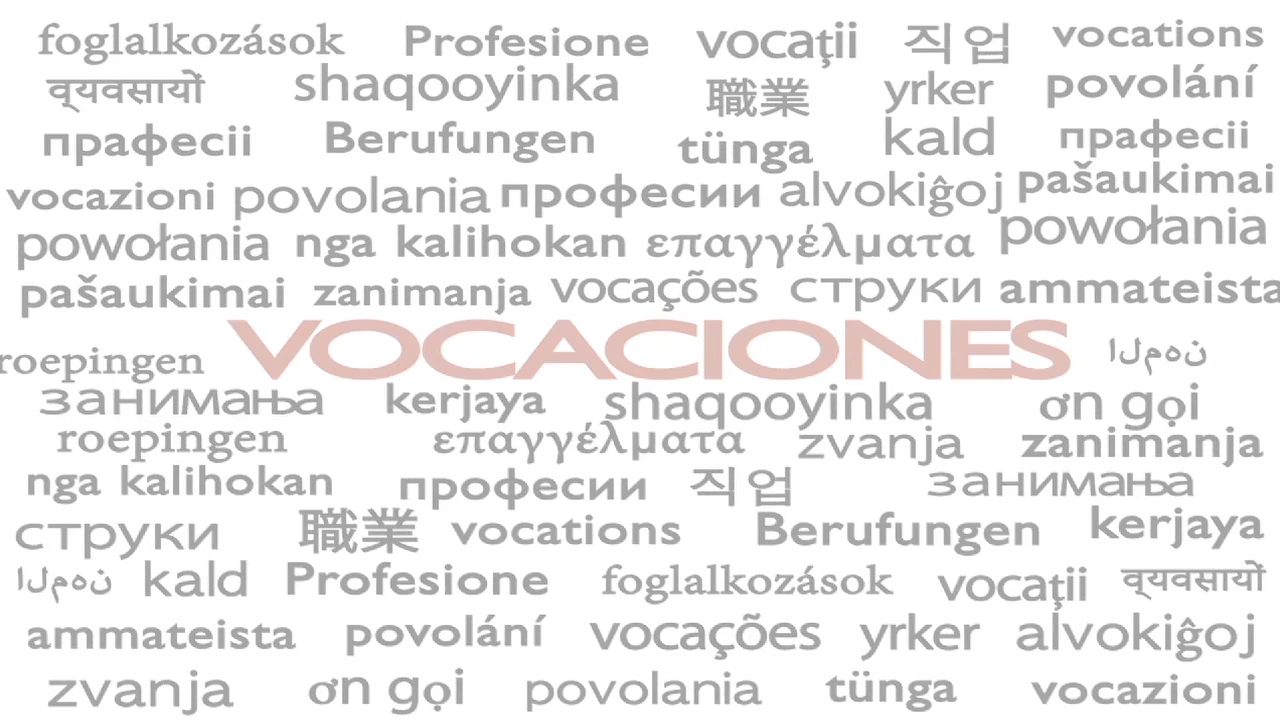 foglalkozások Profesione vocaţii 직업 vocations
व्यवसायों shaqooyinka 職業 yrker povolání
прафесіі Berufungen tünga kald прафесіі
vocazioni povolania професии alvokiĝoj pašaukimai
powołania nga kalihokan επαγγέλματα powołania
pašaukimai zanimanja vocações струки ammateista
VOCACIONES
roepingen ن ه م ل ا
занимања kerjaya shaqooyinka ơn gọi
roepingen επαγγέλματα zvanja zanimanja
nga kalihokan професии 직업 занимања
струки 職業 vocations Berufungen kerjaya
ن ه م ل ا kald Profesione foglalkozások vocaţii व्यवसायों
ammateista povolání vocações yrker alvokiĝoj
zvanja ơn gọi povolania tünga vocazioni